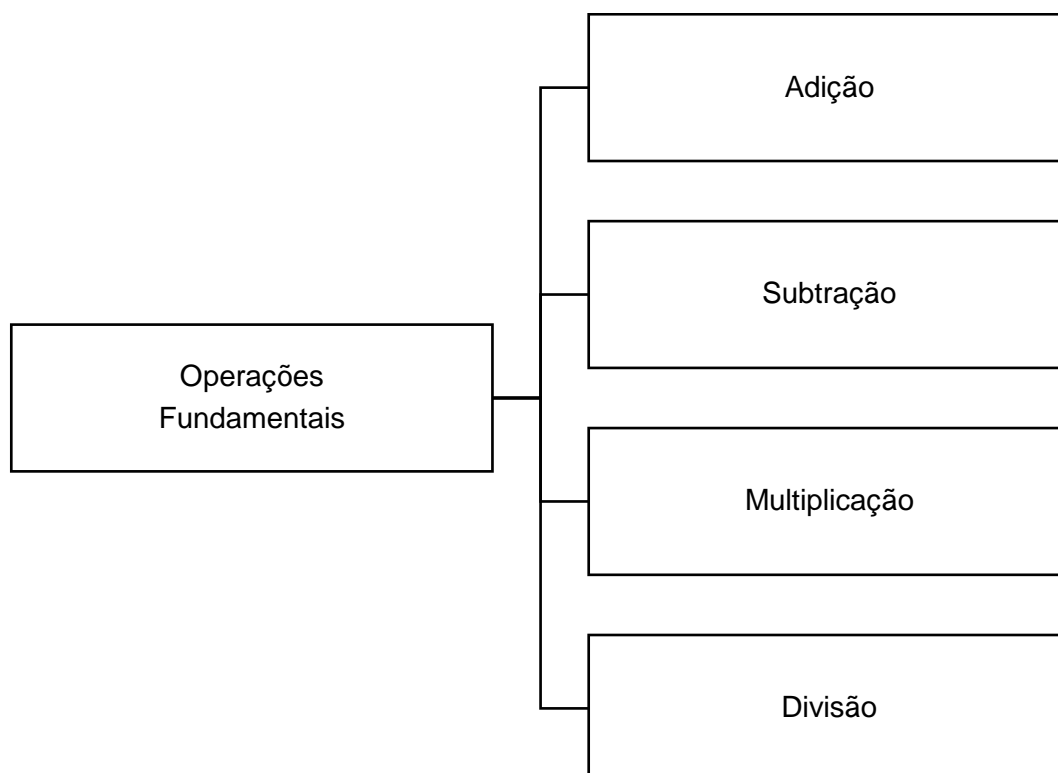 Adição
Subtração
Operações
Fundamentais
Multiplicação
Divisão